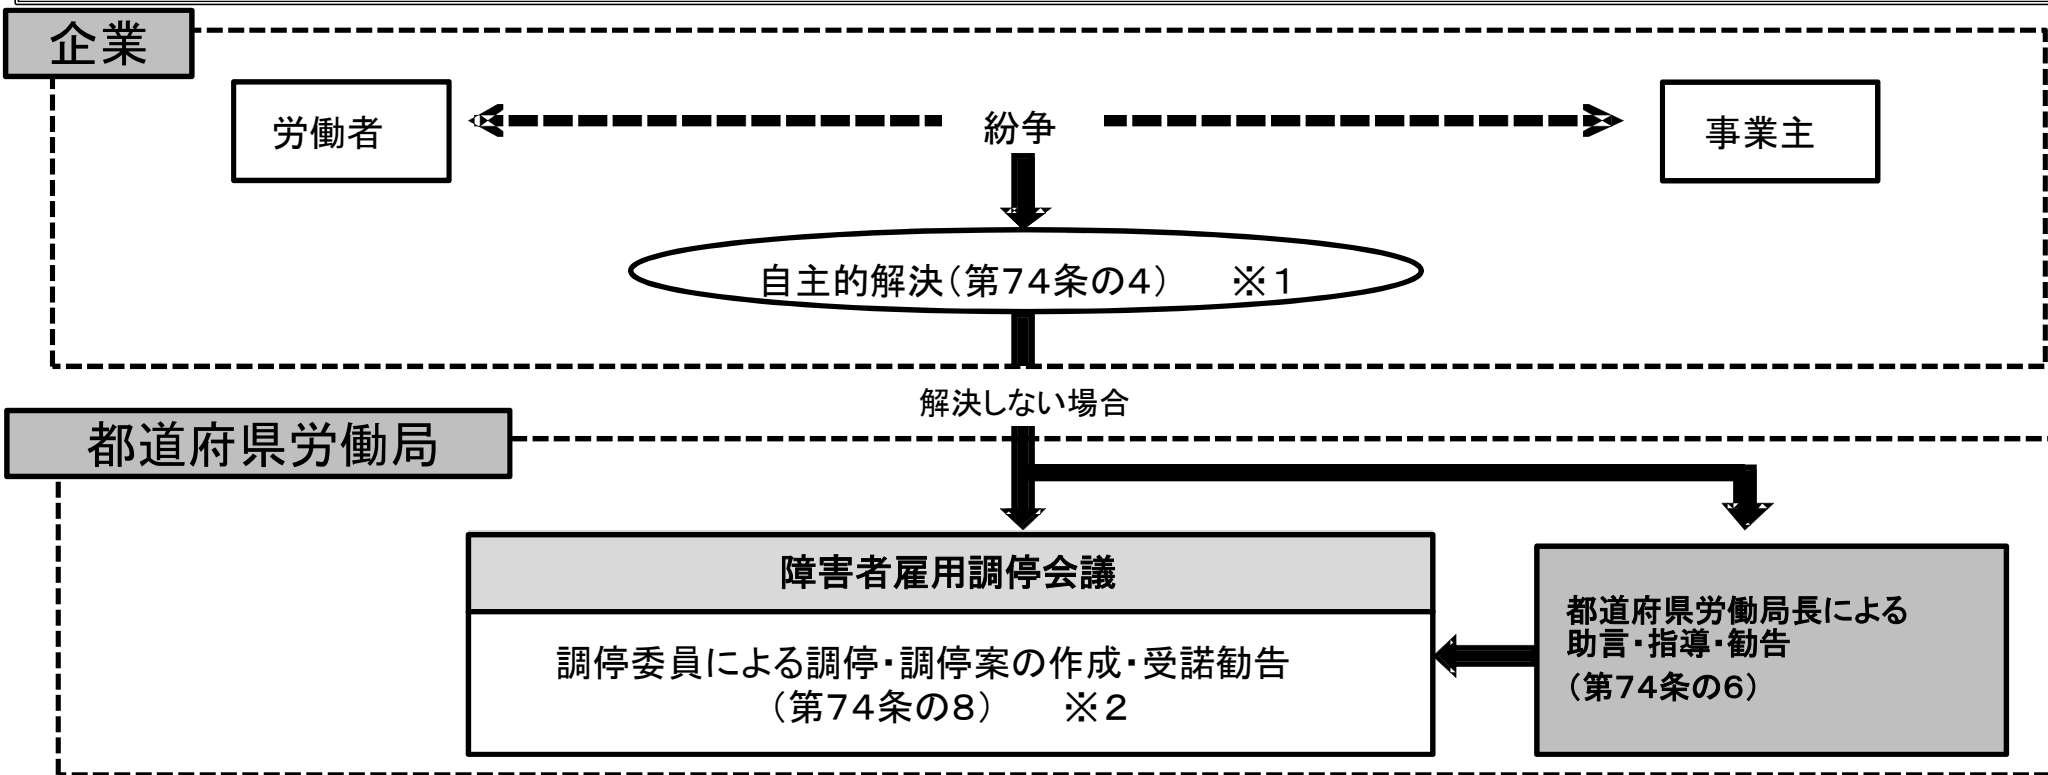 企業
労働者
紛争
事業主
自主的解決（第７４条の４）　※１
解決しない場合
都道府県労働局
障害者雇用調停会議
調停委員による調停・調停案の作成・受諾勧告
（第７４条の８）　※２
都道府県労働局長による
助言・指導・勧告
（第７４条の６）